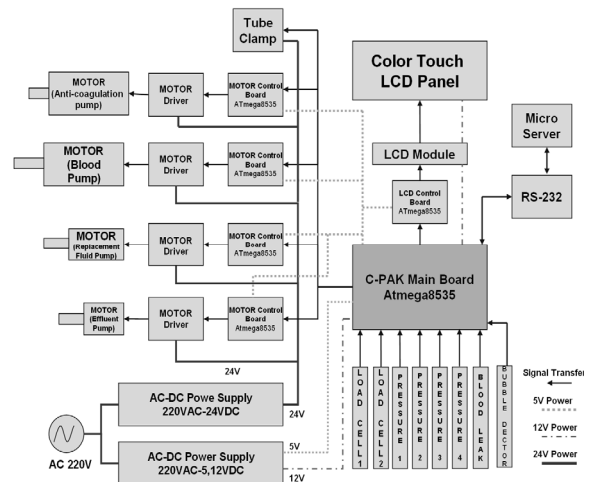 Tube
Clamp
Color Touch
LCD Panel
MOTOR
(Anti-coagulation
pump)
MOTOR
Driver
MOTOR Control
Board
ATmega8535
Micro
Server
MOTOR
(Blood
Pump)
MOTOR
Driver
MOTOR Control
Board
ATmega8535
LCD Module
LCD Control
Board
ATmega8535
RS-232
MOTOR
(Replacement
Fluid Pump)
MOTOR
Driver
MOTOR Control
Board
ATmega8535
C-PAK Main Board
Atmega8535
MOTOR
(Effluent
Pump)
MOTOR
Driver
MOTOR Control
Board
Atmega8535
24V
AC-DC Powe Supply
220VAC-24VDC
24V
AC 220V
AC-DC Power Supply
220VAC-5,12VDC
5V
12V
LOAD CELL1
LOAD CELL2
PRESSURE 1
PRESSURE 2
PRESSURE 3
PRESSURE 4
BLOOD LEAK
BUBBLE DECTOR
Signal Transfer
5V Power
12V Power
24V Power